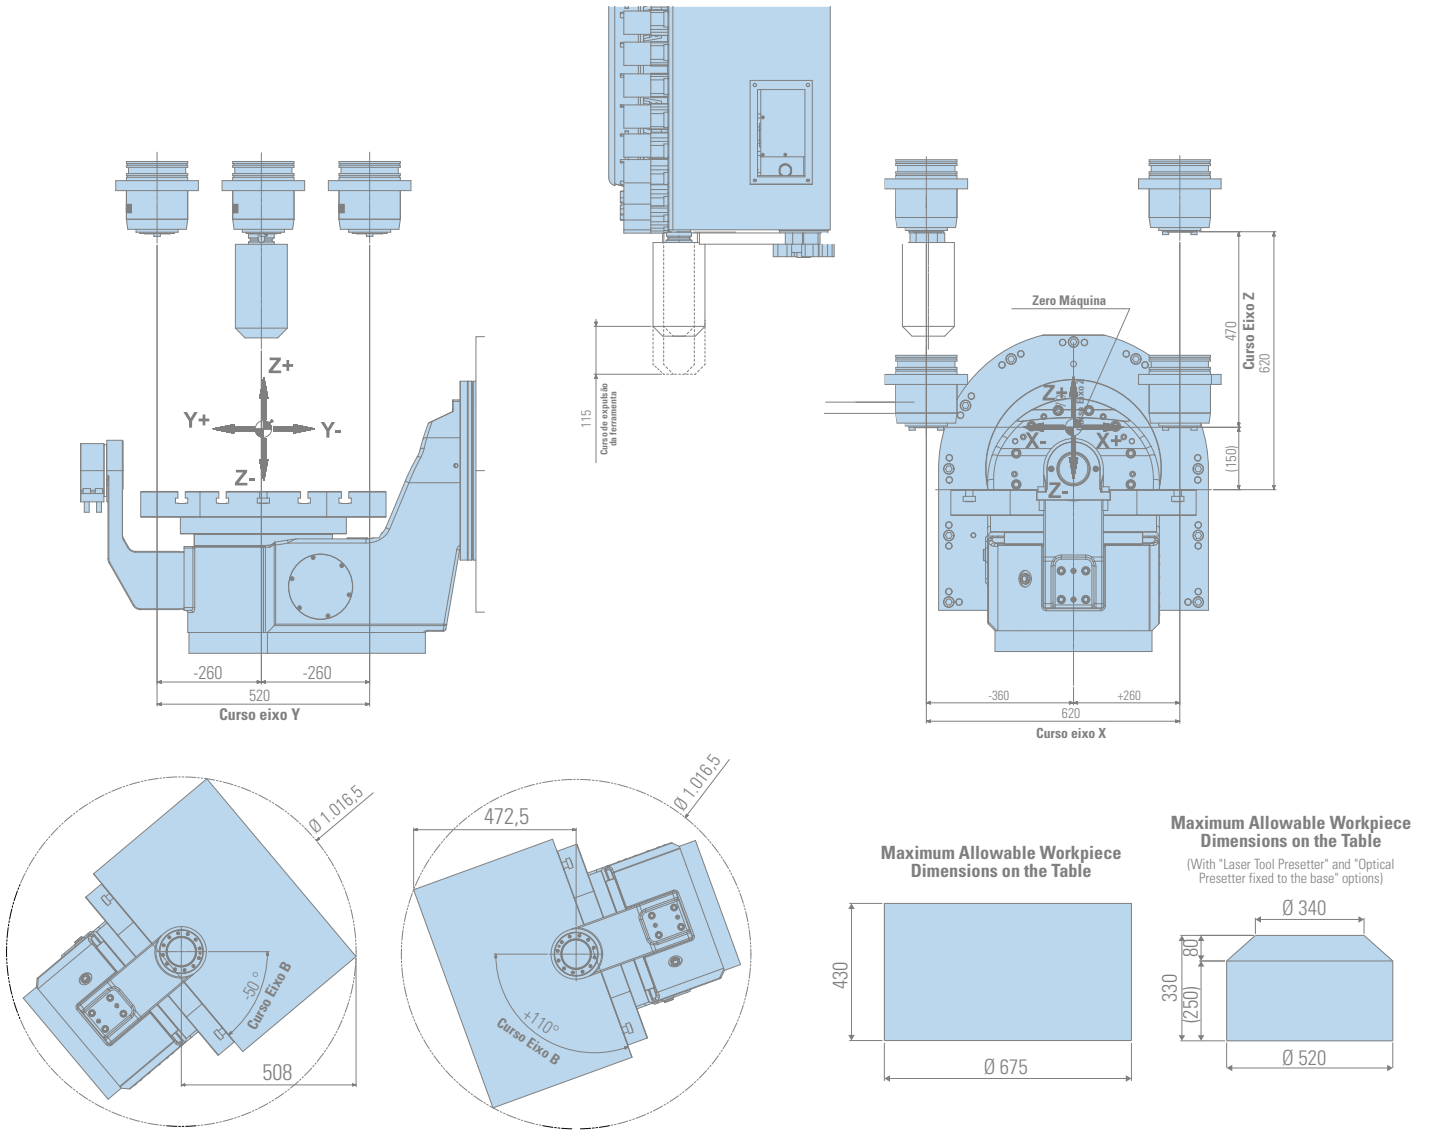 Z+
Y+
Y-
Z-
-260
-260
520
Curso eixo Y
115
Curso de expulsão
da ferramenta
Zero Máquina
Z+
X-
X+
Z-
470
Curso Eixo Z
620
(150)
-360
+260
620
Curso eixo X
Ø 1.016,5
-50°
Curso Eixo B
508
472,5
Ø 1.016,5
+110°
Curso Eixo B
Maximum Allowable Workpiece
Dimensions on the Table
430
Ø 675
Maximum Allowable Workpiece
Dimensions on the Table
(With "Laser Tool Presetter" and "Optical
Presetter fixed to the base" options)
Ø 340
80
330
(250)
Ø 520